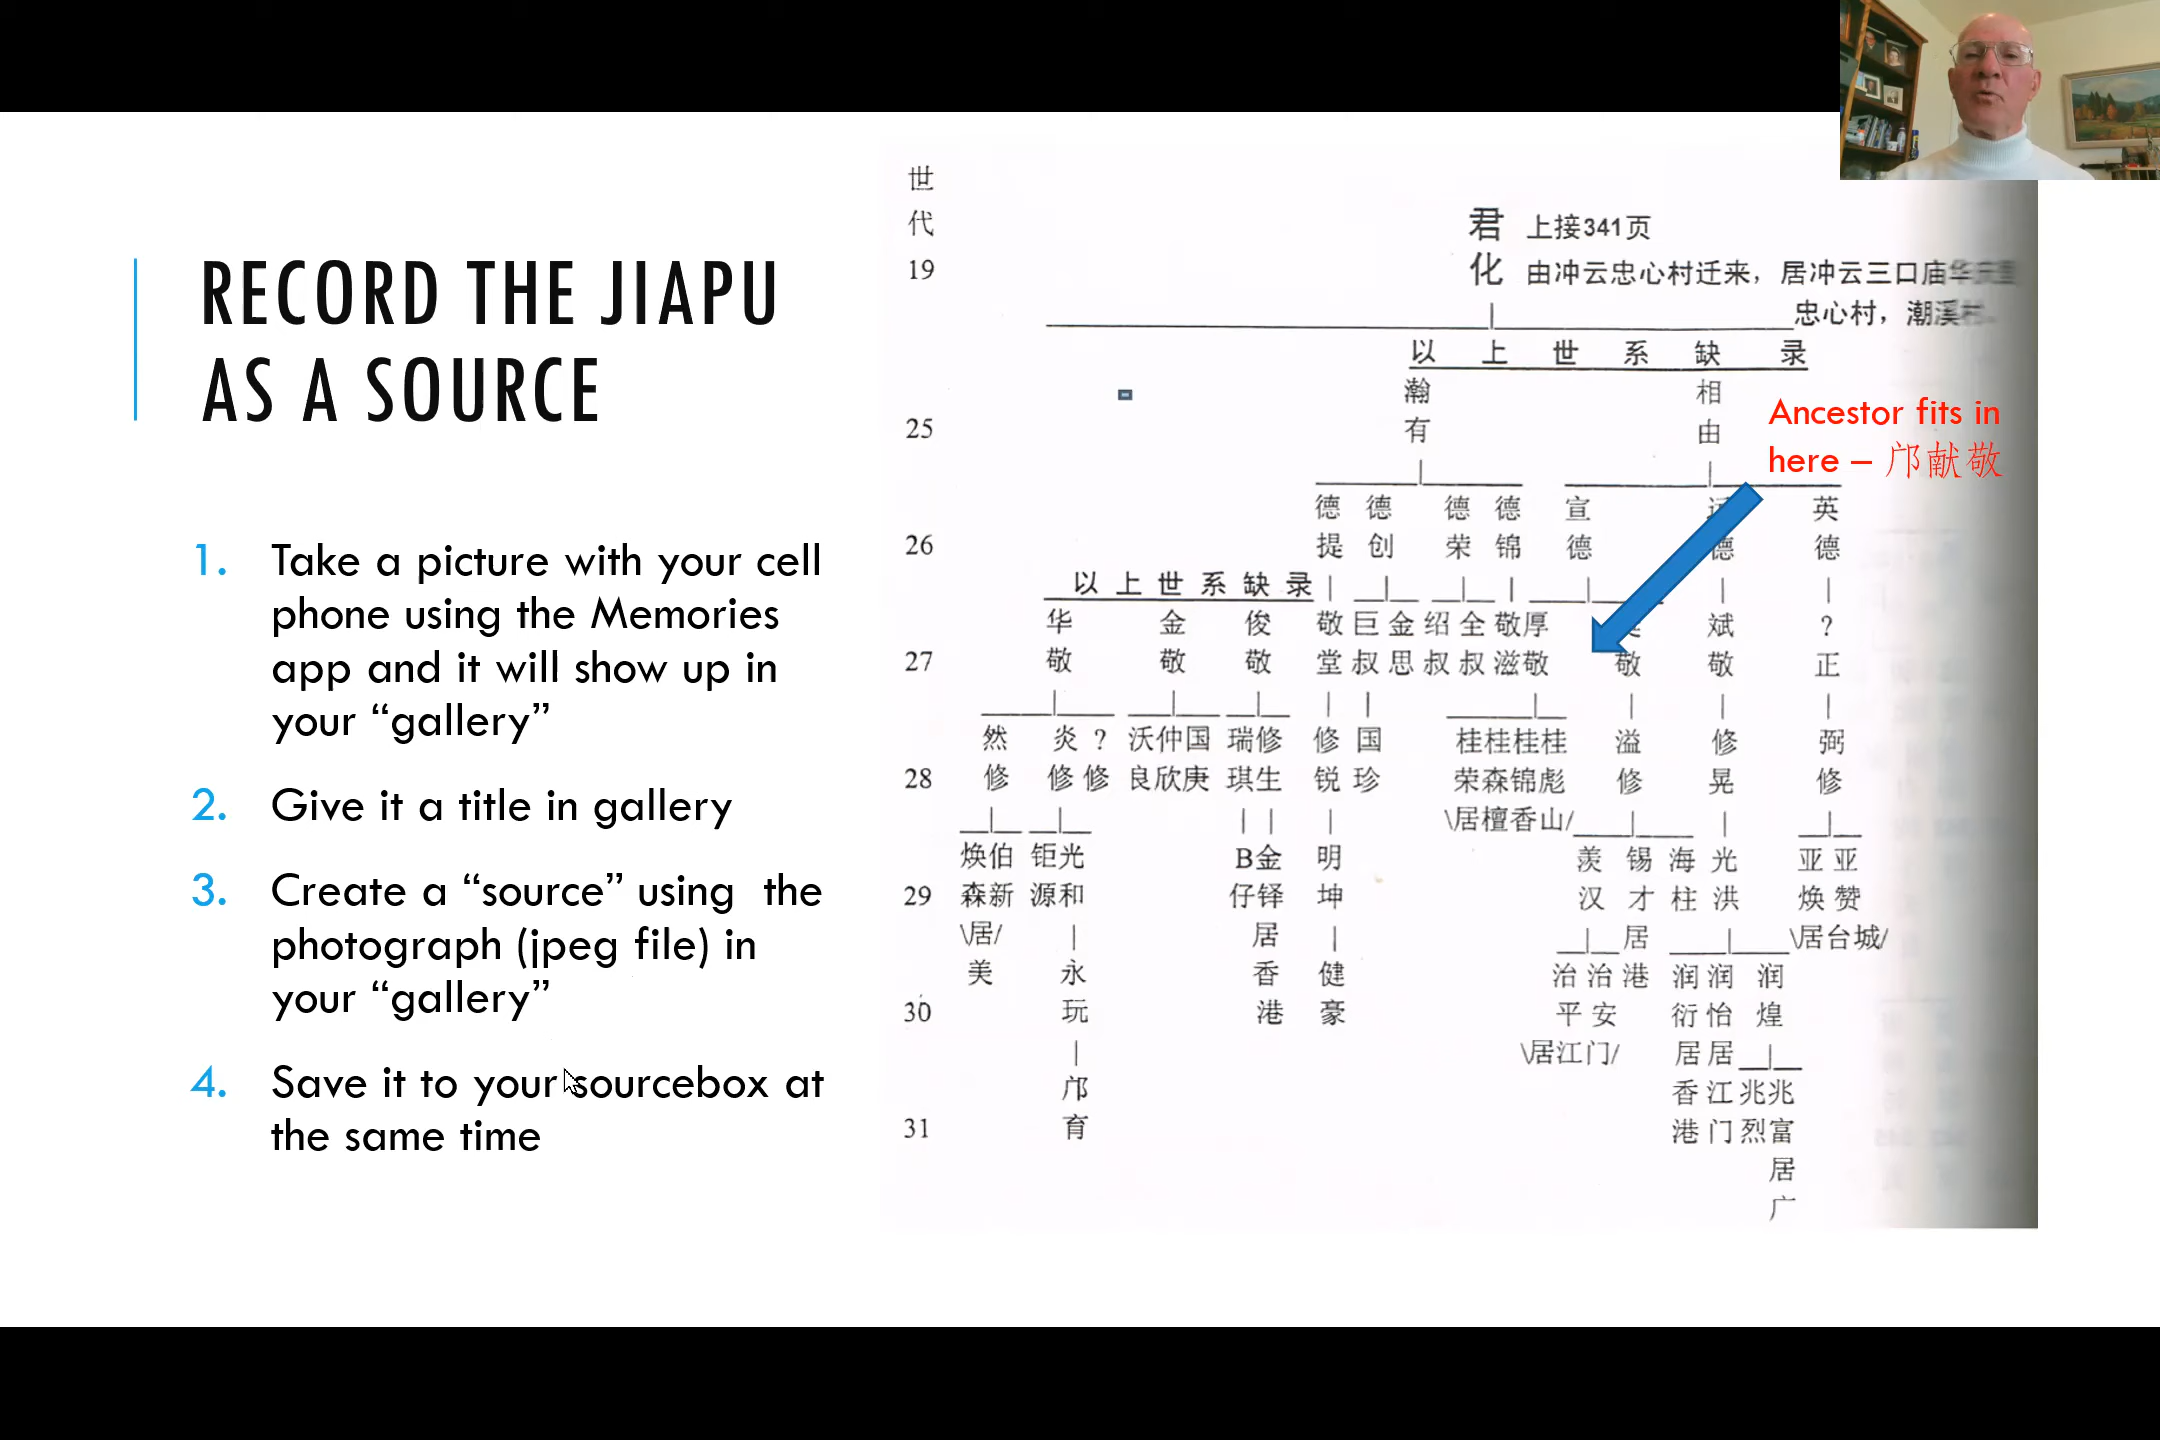 RECORD THE JIAPU
AS A SOURCE
1. Take a picture with your cell
phone using the Memories
app and it will show up in
your “gallery”
2. Give it a title in gallery
3. Create a “source” using the
photograph (jpeg file) in
your “gallery”
4. Save it to your sourcebox at
the same time
世
代
君 上接341页
19 化 由冲云忠心村迁来，居冲云三口庙华
忠心村，潮溪村
以 上 世 系 缺 录
瀚 相
25 有 由
Ancestor fits in
here – 邝献敬
德 德 德 德 宣 英
26 提 创 荣 锦 德 德 德
以 上 世 系 缺 录
华 金 俊 敬 巨 金 绍 全 敬 厚 斌 ?
27 敬 敬 敬 堂 叔 思 叔 叔 滋 敬 敬 敬 正
然 炎 ? 沃 仲 国 瑞 修 修 国 桂 桂 桂 桂 溢 修 弼
28 修 修 修 良 欣 庚 琪 生 锐 珍 荣 森 锦 彪 修 晃 修
\居檀香山/
焕 伯 钜 光 B 金 明 羡 锡 海 光 亚 亚
29 森 新 源 和 仔 铎 坤 汉 才 柱 洪 焕 赞
\居/ 居 居 \居台城/
美 永 香 健 治 治 港 润 润 润
30 玩 港 豪 平 安 衍 怡 煌
\居江门/ 居 居
邝 香 江 兆 兆
31 育 港 门 烈 富
居
广